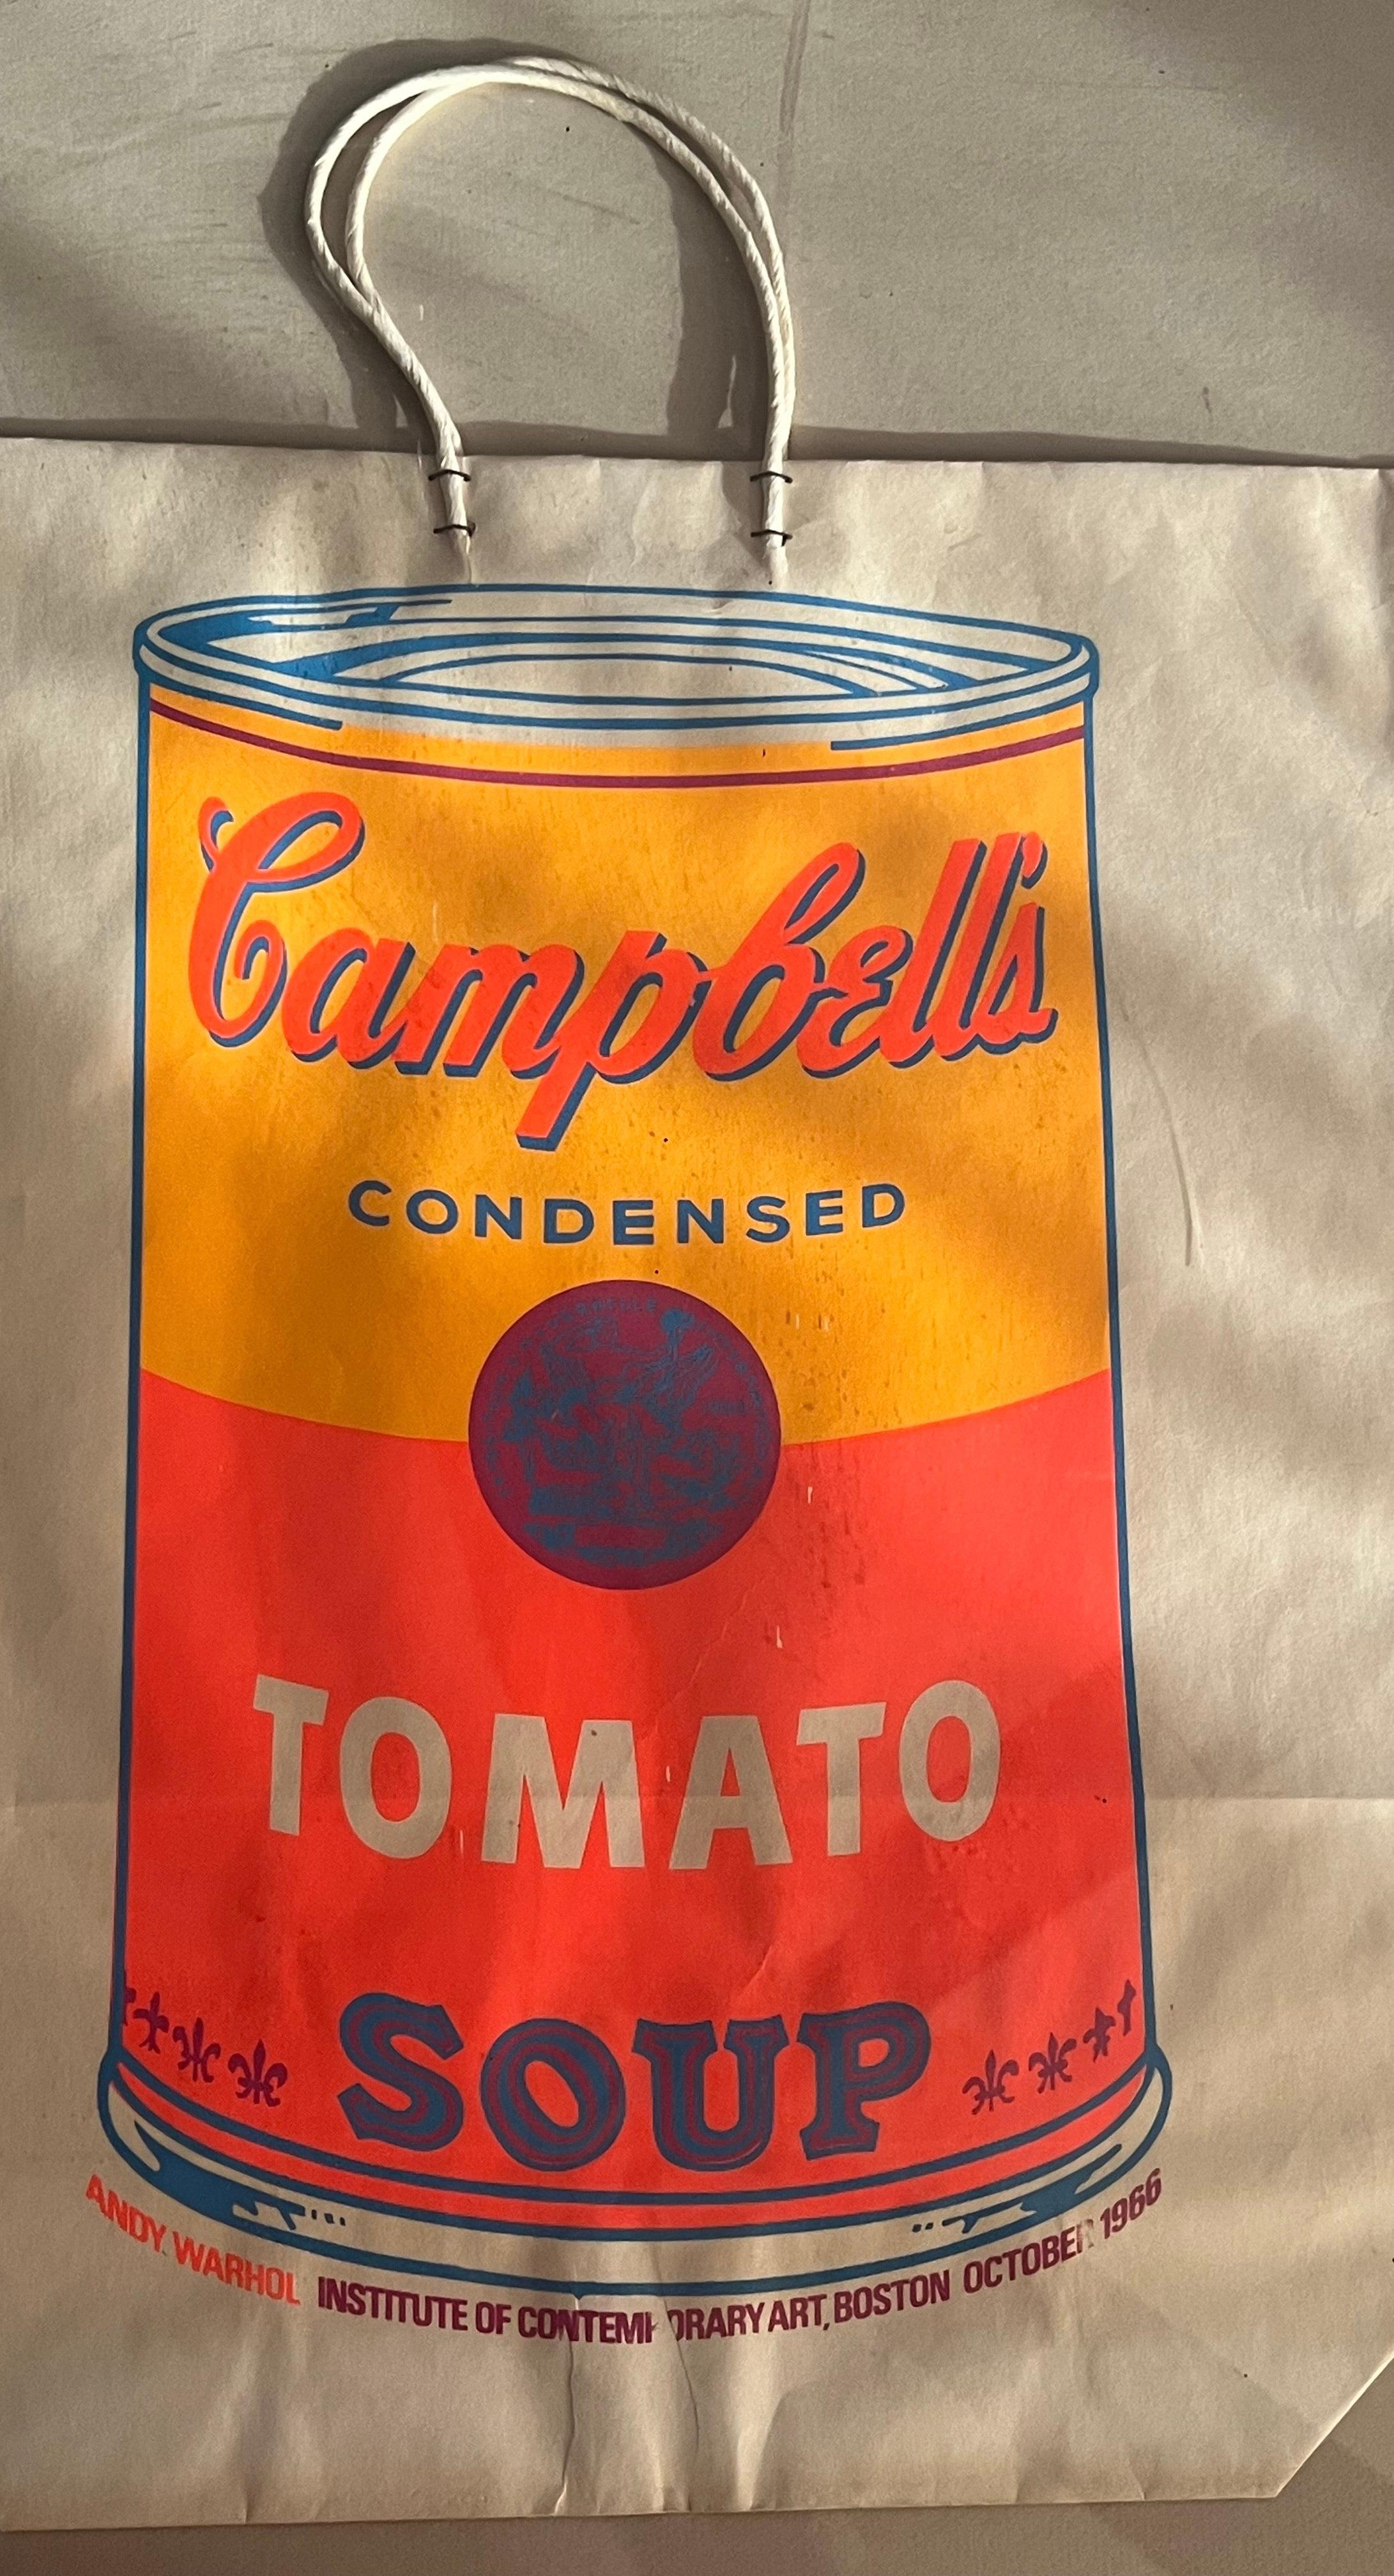 Campbell's
CONDENSED
TOMATO
SOUP
ANDY WARHOL INSTITUTE OF CONTEMPORARY ART, BOSTON OCTOBER 1966